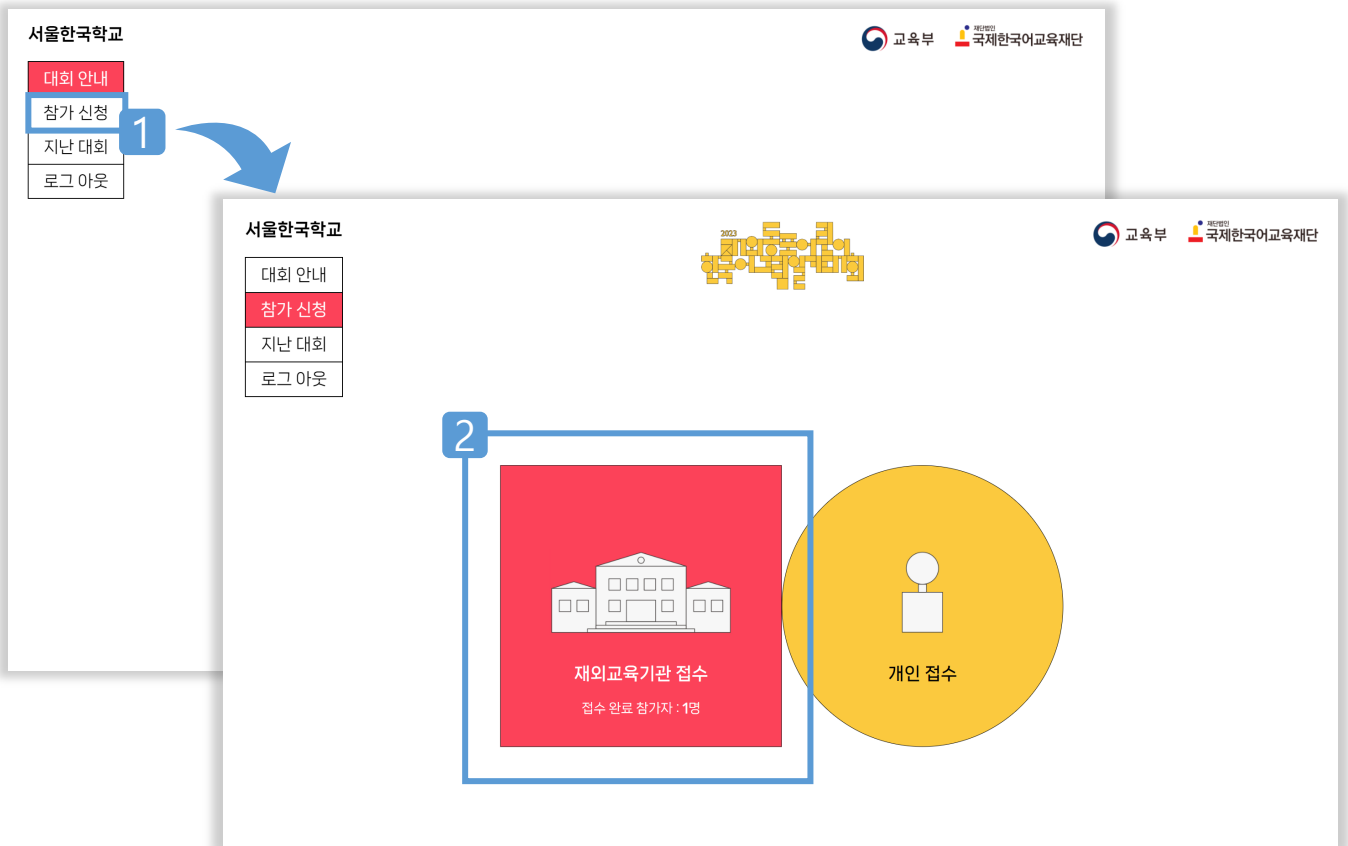 서울한국학교
교육부
재단법인
국제한국어교육재단
대회 안내
참가 신청
1
지난 대회
로그 아웃
서울한국학교
2023
교육부
재단법인
국제한국어교육재단
대회 안내
참가 신청
지난 대회
로그 아웃
2
재외교육기관 접수
접수 완료 참가자 : 1명
개인 접수